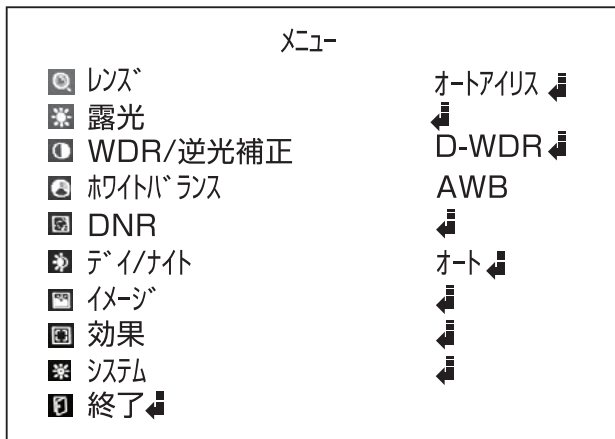 メニュー
レンズ オートアイリス
露光
WDR/逆光補正 D-WDR
ホワイトバランス AWB
DNR
デイ/ナイト オート
イメージ
効果
システム
終了